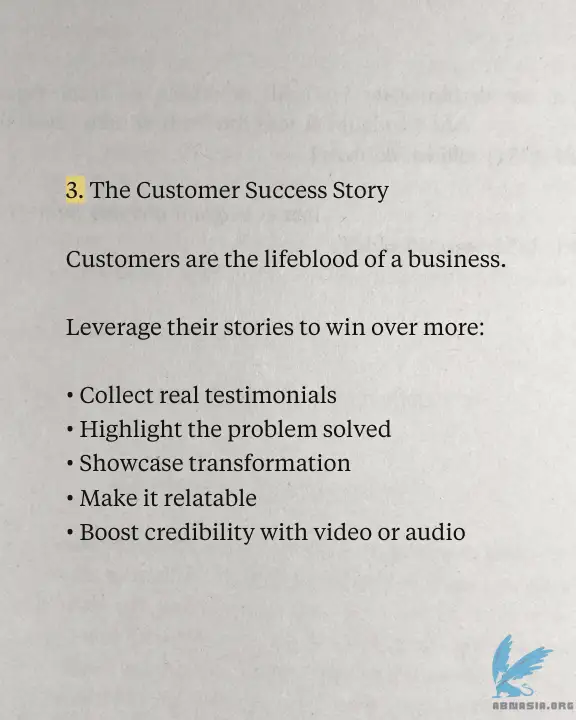 3. The Customer Success Story
Customers are the lifeblood of a business.
Leverage their stories to win over more:
• Collect real testimonials
• Highlight the problem solved
• Showcase transformation
• Make it relatable
• Boost credibility with video or audio
ABMASIA.ORG